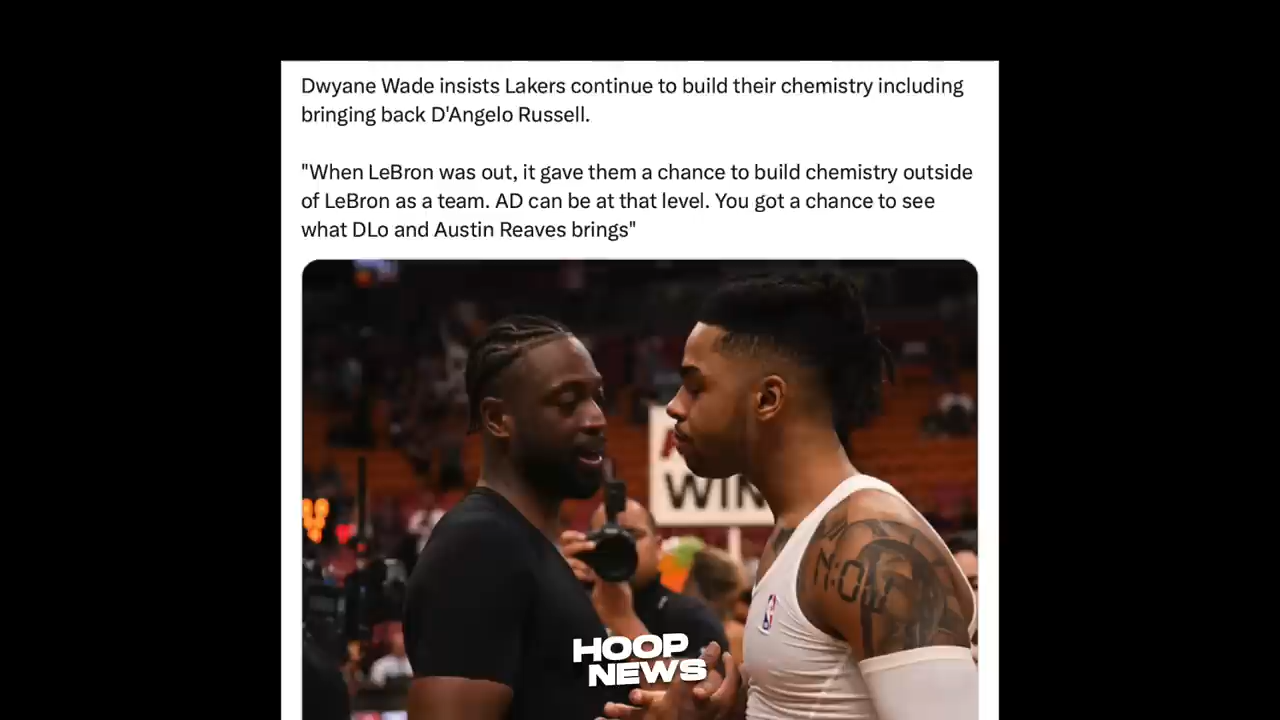 Dwyane Wade insists Lakers continue to build their chemistry including
bringing back D'Angelo Russell.
"When LeBron was out, it gave them a chance to build chemistry outside
of LeBron as a team. AD can be at that level. You got a chance to see
what DLo and Austin Reaves brings"
WIN
N:OW
HOOP
NEWS